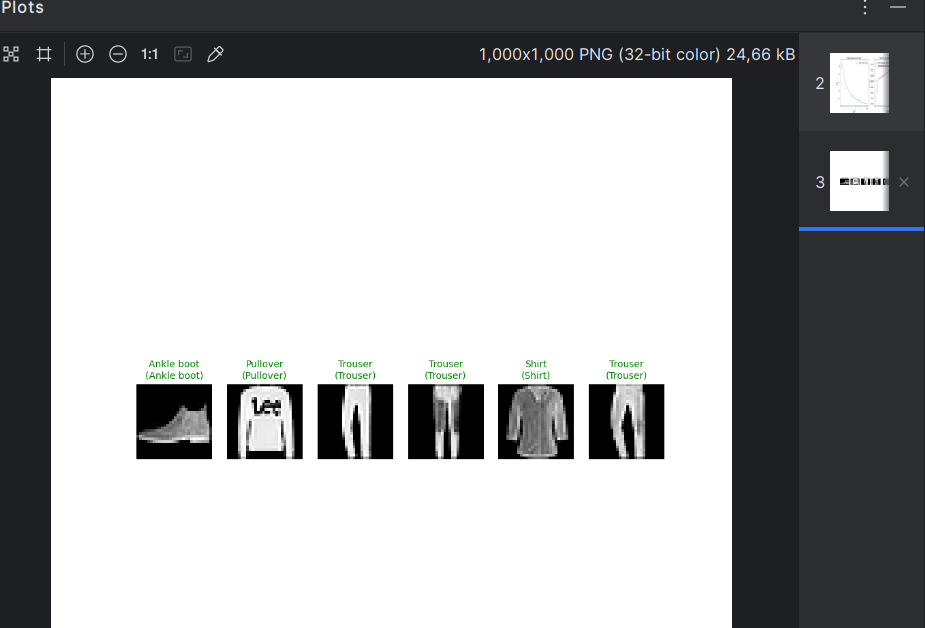 Plots
1:1
1,000x1,000 PNG (32-bit color) 24,66 kB
2
3
Ankle boot
(Ankle boot)
Pullover
(Pullover)
Trouser
(Trouser)
Trouser
(Trouser)
Shirt
(Shirt)
Trouser
(Trouser)
Lee